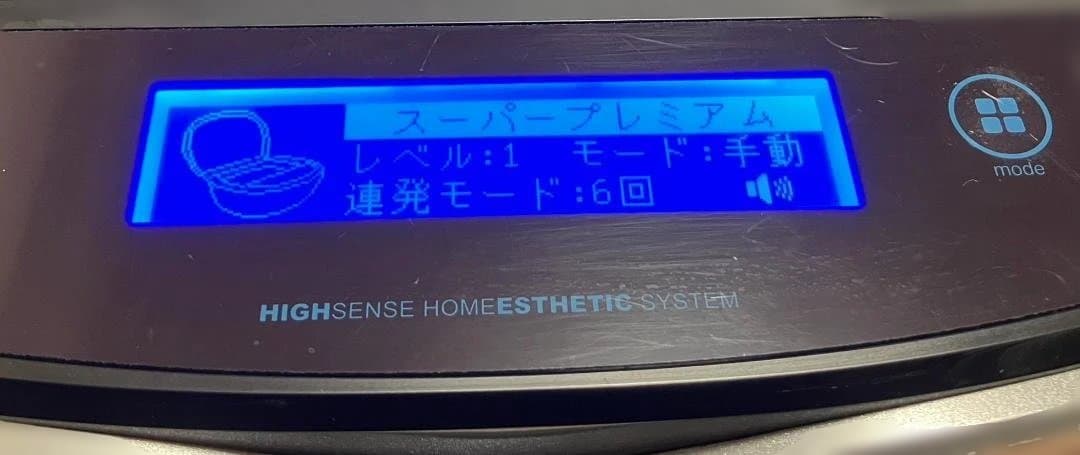 スーパープレミアム
レベル:1 モード:手動
連発モード:6回
mode
HIGHSENSE HOMEESTHETIC SYSTEM